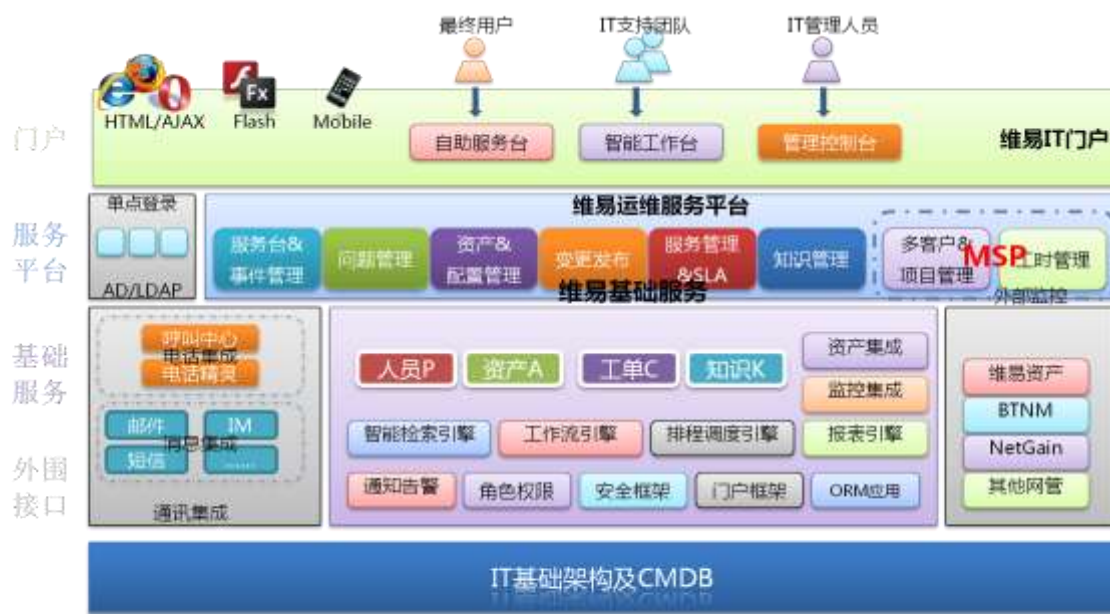 最终用户
IT支持团队
IT管理人员
Fx
HTML/AJAX
Flash
Mobile
门户
自助服务台
智能工作台
管理控制台
维易IT门户
单点登录
AD/LDAP
服务
平台
维易运维服务平台
服务台&
事件管理
问题管理
资产&
配置管理
变更发布
服务管理
&SLA
知识管理
多客户&
项目管理
MSP
工时管理
外部监控
维易基础服务
基础
服务
呼叫中心
电话集成
电话精灵
邮件
IM
消息集成
短信
……
通讯集成
外围
接口
人员P
资产A
工单C
知识K
资产集成
监控集成
智能检索引擎
工作流引擎
排程调度引擎
报表引擎
通知告警
角色权限
安全框架
门户框架
ORM应用
维易资产
BTNM
NetGain
其他网管
IT基础架构及CMDB